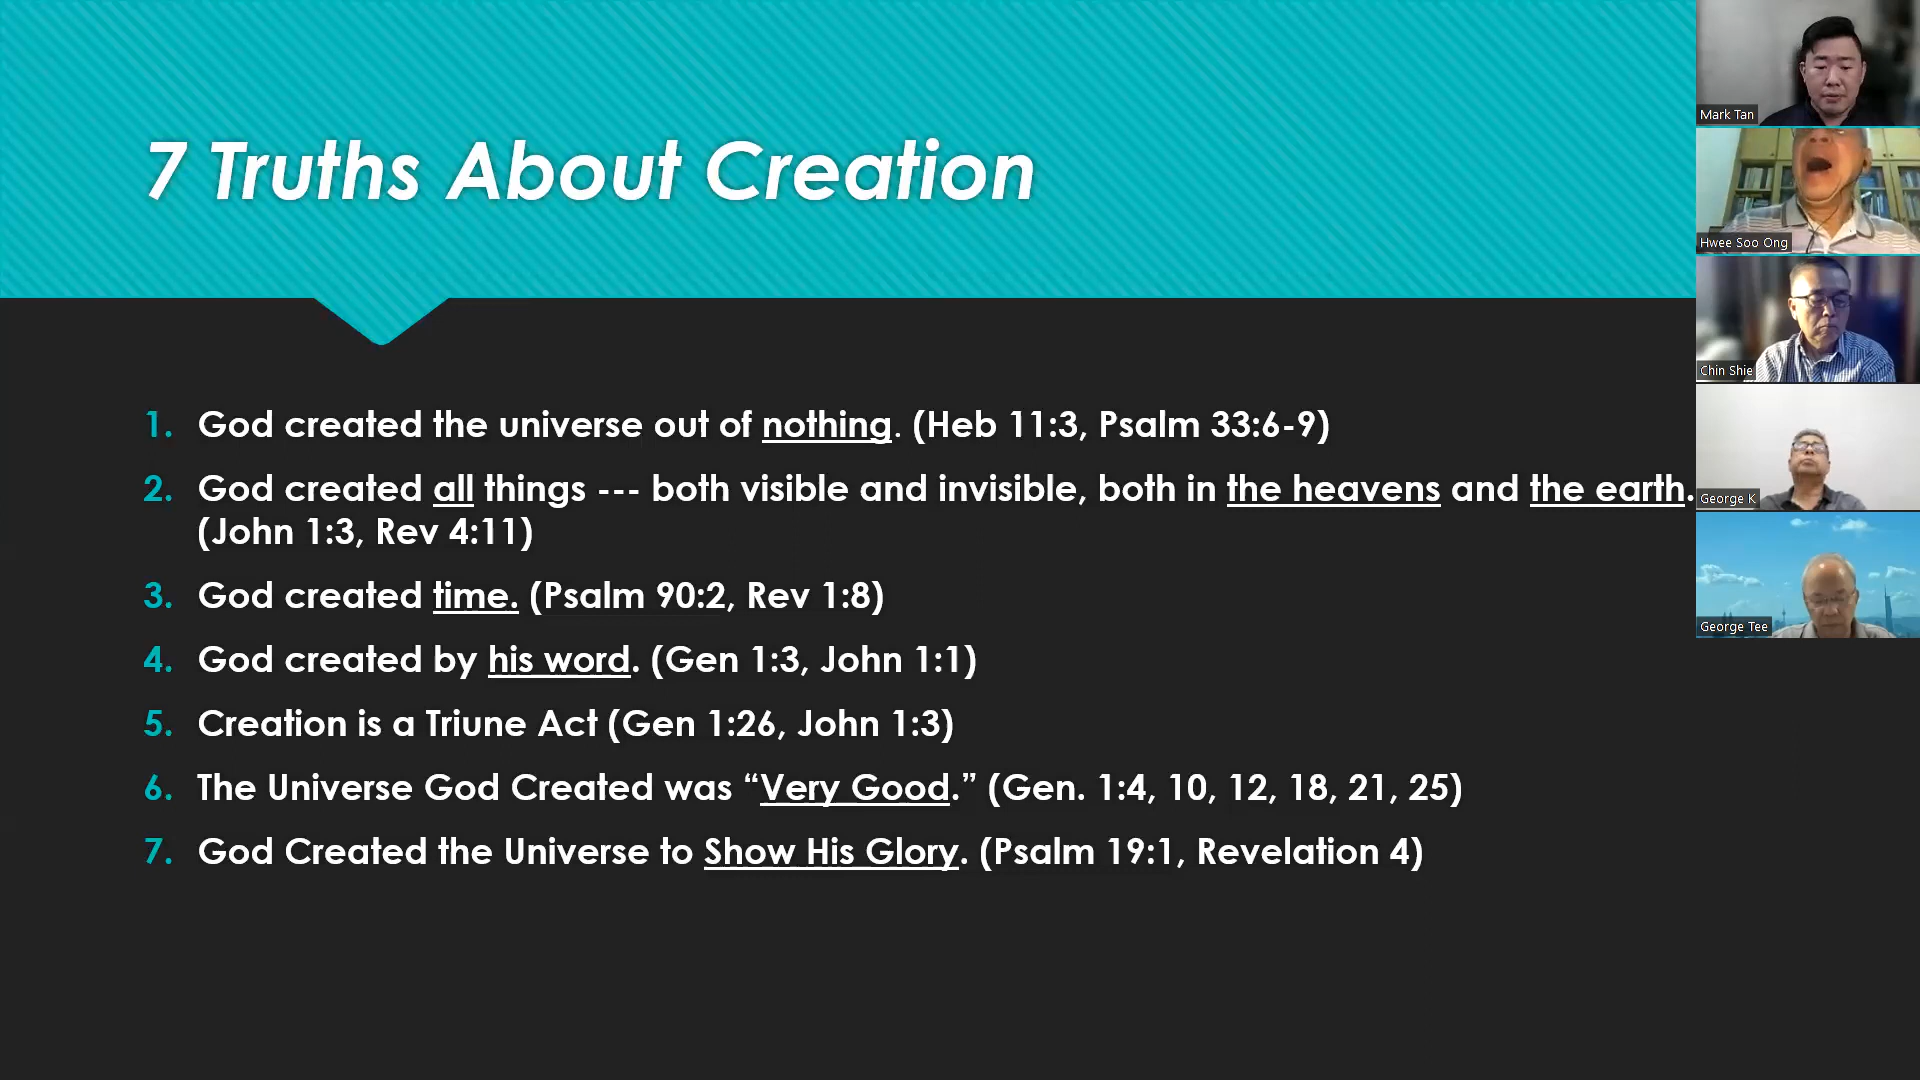 7 Truths About Creation
1. God created the universe out of nothing. (Heb 11:3, Psalm 33:6-9)
2. God created all things --- both visible and invisible, both in the heavens and the earth.
(John 1:3, Rev 4:11)
3. God created time. (Psalm 90:2, Rev 1:8)
4. God created by his word. (Gen 1:3, John 1:1)
5. Creation is a Triune Act (Gen 1:26, John 1:3)
6. The Universe God Created was “Very Good.” (Gen. 1:4, 10, 12, 18, 21, 25)
7. God Created the Universe to Show His Glory. (Psalm 19:1, Revelation 4)
Mark Tan
Hwee Soo Ong
Chin Shie
George K
George Tee